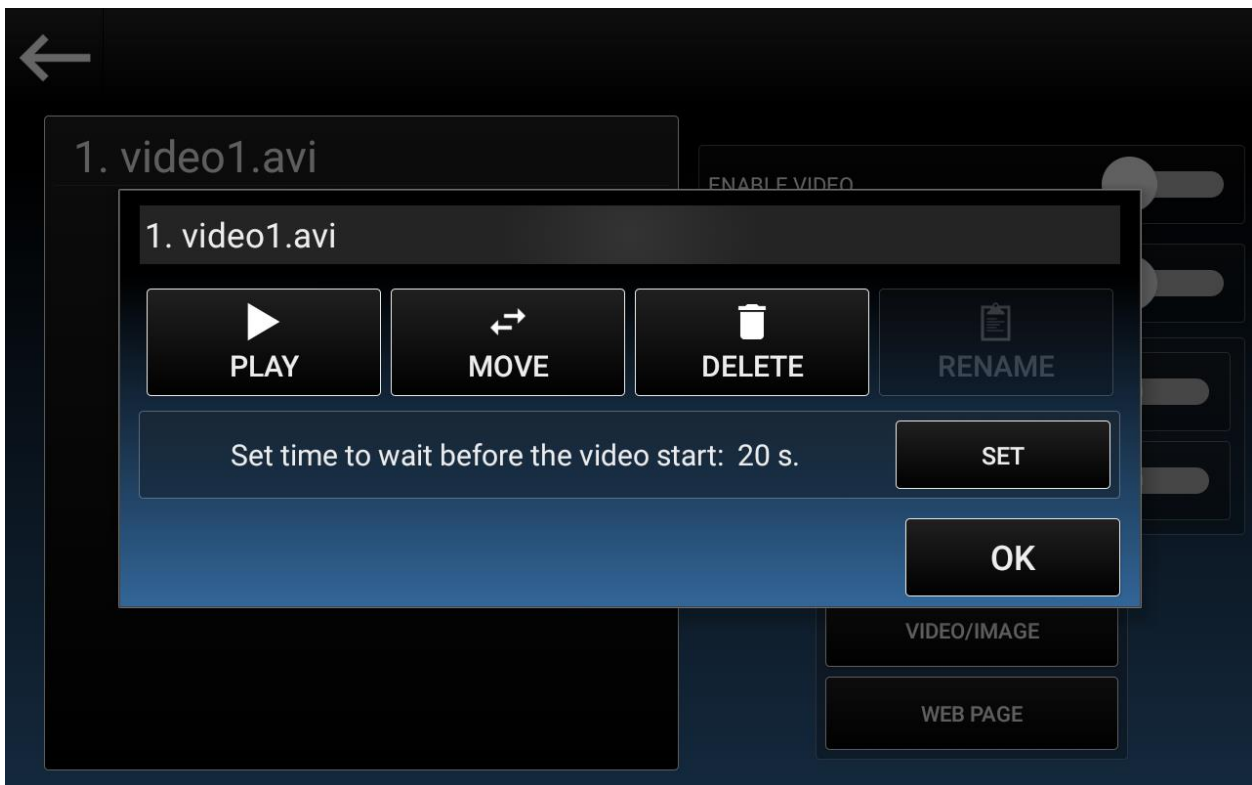 1. video1.avi
ENABLE VIDEO
1. video1.avi
PLAY
MOVE
DELETE
RENAME
Set time to wait before the video start: 20 s.
SET
OK
VIDEO/IMAGE
WEB PAGE